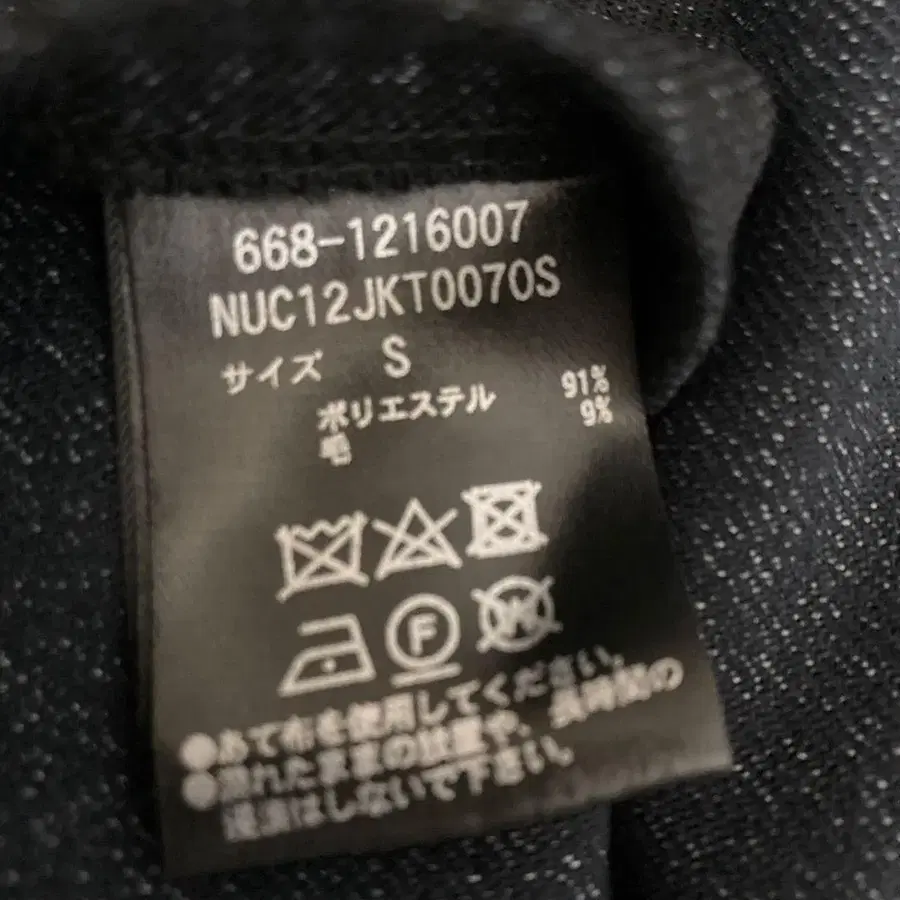 668-1216007
NUC12JKT0070S
サイズ S
ポリエステル 91%
毛 9%
F
W
●あて布を使用してください。
●濡れたままの放置や、長時間の
浸漬はしないで下さい。